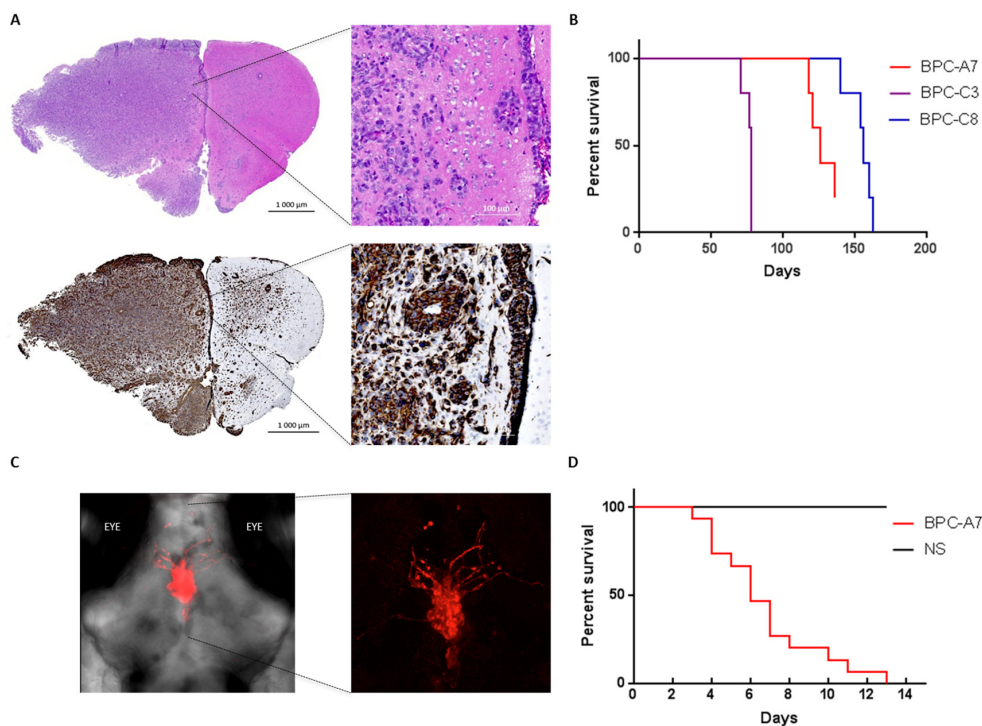 A
1 000 µm
100 µm
1 000 µm
B
Percent survival
100
50
0
0
50
100
150
200
Days
BPC-A7
BPC-C3
BPC-C8
C
EYE
EYE
D
Percent survival
100
50
0
0
2
4
6
8
10
12
14
Days
BPC-A7
NS